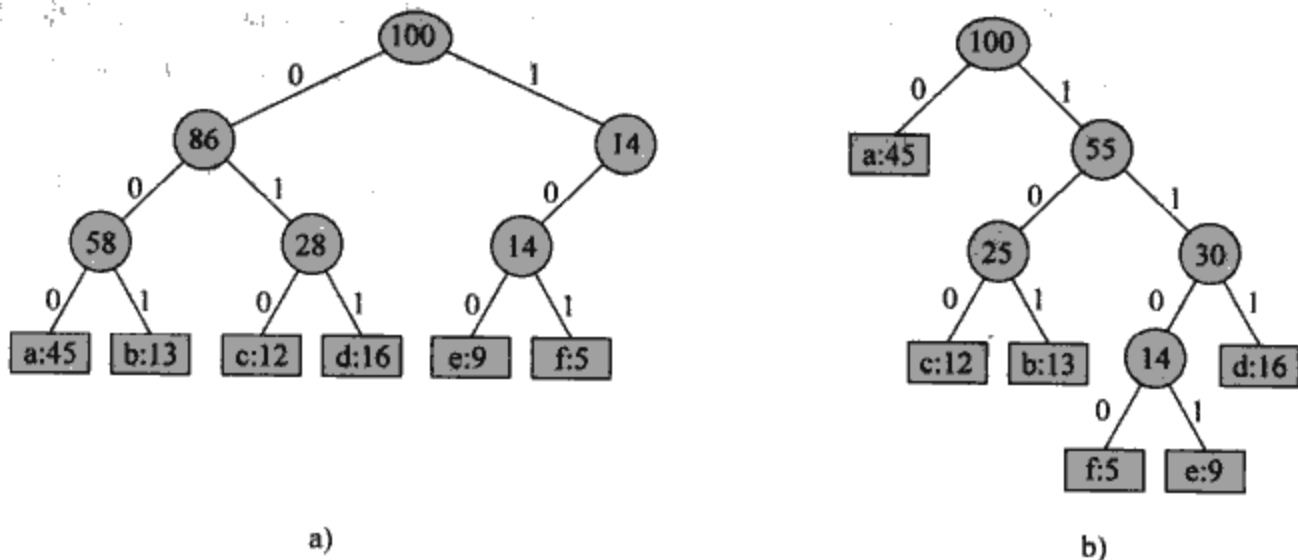 100
0 1
86 14
0 1 0
58 28 14
0 1 0 1 0 1
a:45 b:13 c:12 d:16 e:9 f:5
a)
100
0 1
a:45 55
0 1
25 30
0 1 0 1
c:12 b:13 14 d:16
0 1
f:5 e:9
b)